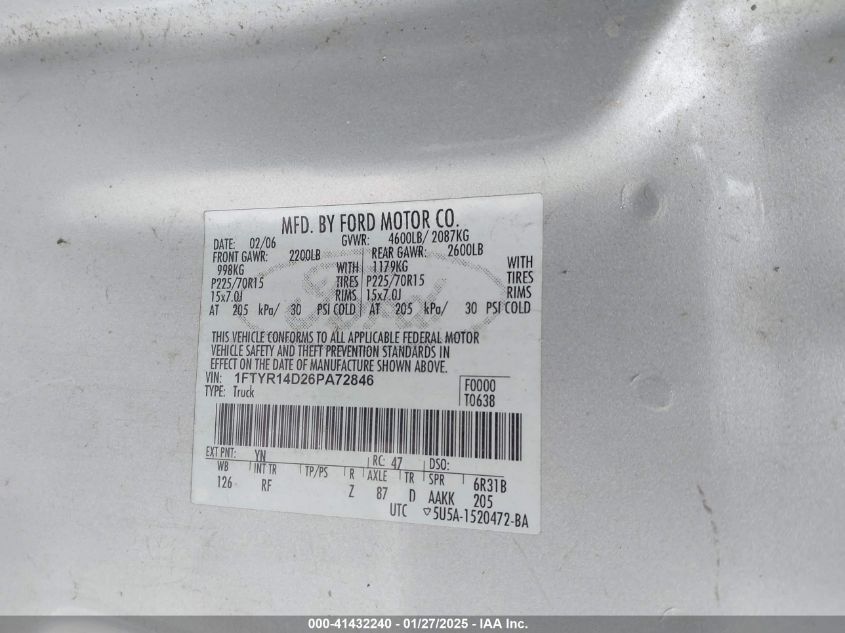 MFD. BY FORD MOTOR CO.
DATE: 02/06 GVWR: 4600LB/ 2087KG
FRONT GAWR: 2200LB REAR GAWR: 2600LB
998KG WITH 1179KG WITH
P225/70R15 TIRES P225/70R15 TIRES
15x7.0J RIMS 15x7.0J RIMS
AT 205 kPa/ 30 PSI COLD AT 205 kPa/ 30 PSI COLD
Ford
THIS VEHICLE CONFORMS TO ALL APPLICABLE FEDERAL MOTOR
VEHICLE SAFETY AND THEFT PREVENTION STANDARDS IN
EFFECT ON THE DATE OF MANUFACTURE SHOWN ABOVE.
VIN: 1FTYR14D26PA72846 F0000
TYPE: Truck T0638
EXT PNT: YN RC: 47 DSO:
WB INT TR TP/PS R AXLE TR SPR 6R31B
126 RF Z 87 D AAKK 205
UTC ▽5U5A-1520472-BA
000-41432240 - 01/27/2025 - IAA Inc.